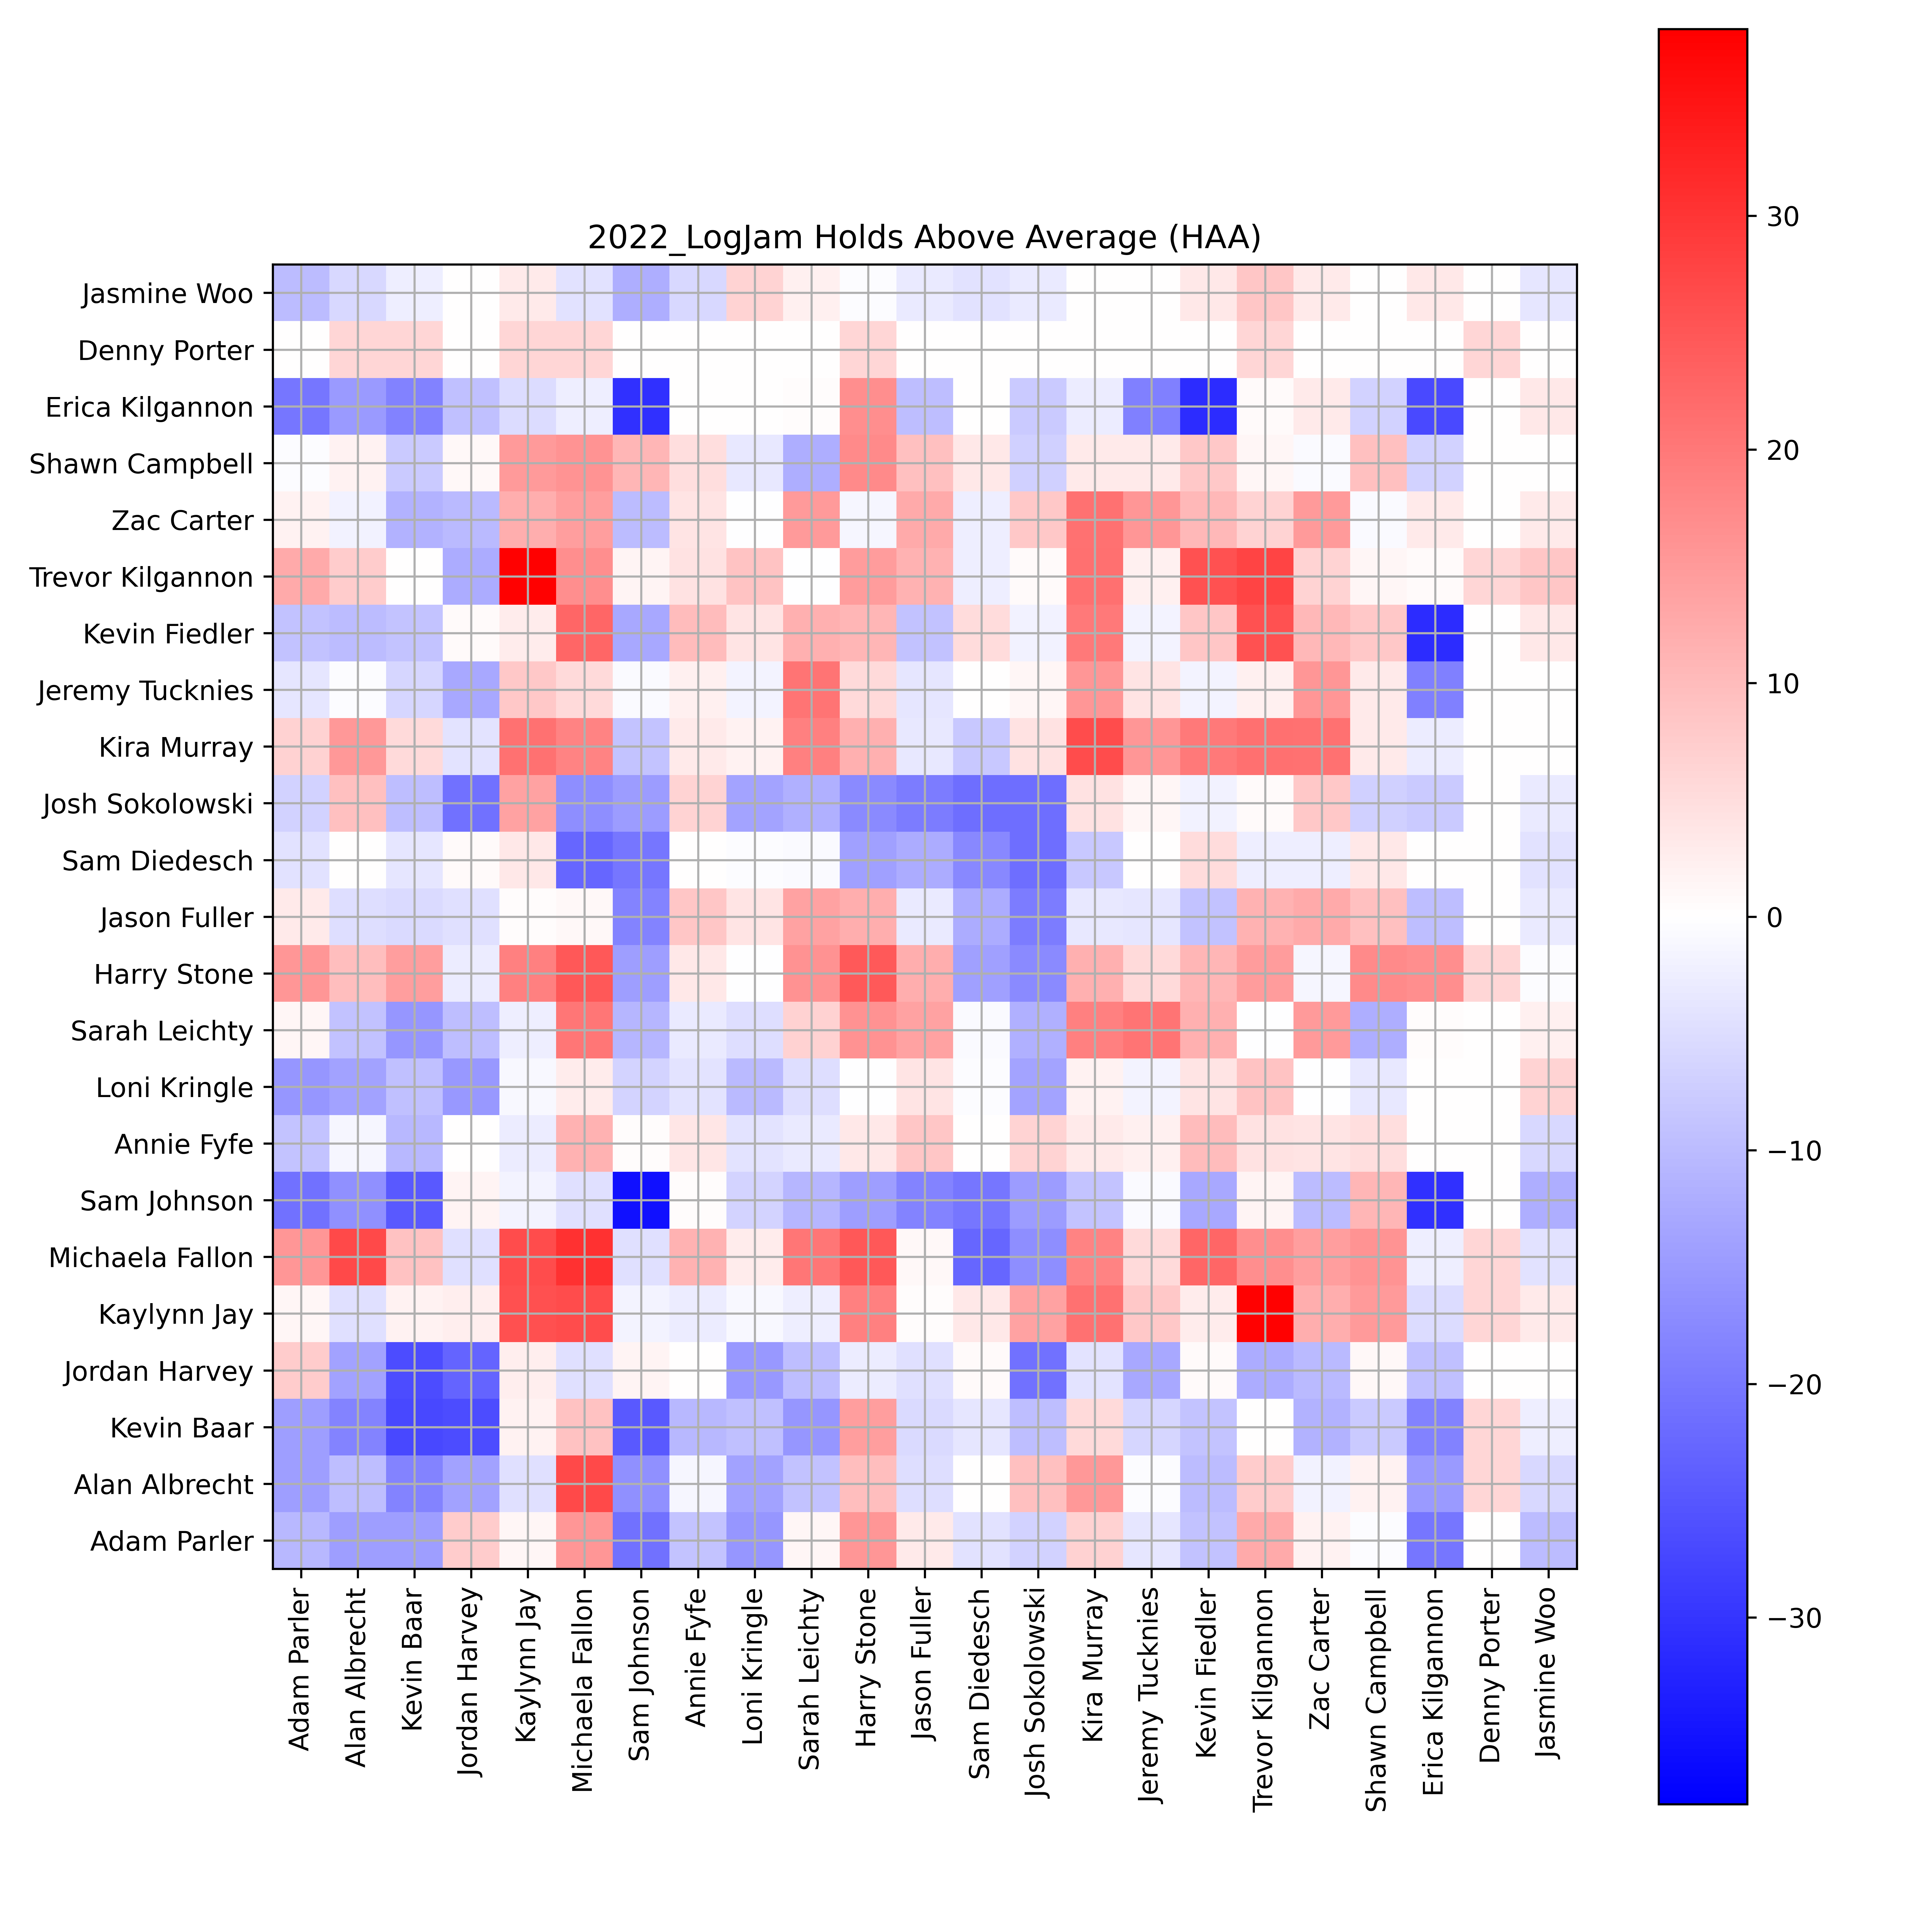 2022_LogJam Holds Above Average (HAA)
Jasmine Woo
Denny Porter
Erica Kilgannon
Shawn Campbell
Zac Carter
Trevor Kilgannon
Kevin Fiedler
Jeremy Tucknies
Kira Murray
Josh Sokolowski
Sam Diedesch
Jason Fuller
Harry Stone
Sarah Leichty
Loni Kringle
Annie Fyfe
Sam Johnson
Michaela Fallon
Kaylynn Jay
Jordan Harvey
Kevin Baar
Alan Albrecht
Adam Parler
Adam Parler
Alan Albrecht
Kevin Baar
Jordan Harvey
Kaylynn Jay
Michaela Fallon
Sam Johnson
Annie Fyfe
Loni Kringle
Sarah Leichty
Harry Stone
Jason Fuller
Sam Diedesch
Josh Sokolowski
Kira Murray
Jeremy Tucknies
Kevin Fiedler
Trevor Kilgannon
Zac Carter
Shawn Campbell
Erica Kilgannon
Denny Porter
Jasmine Woo
30
20
10
0
−10
−20
−30